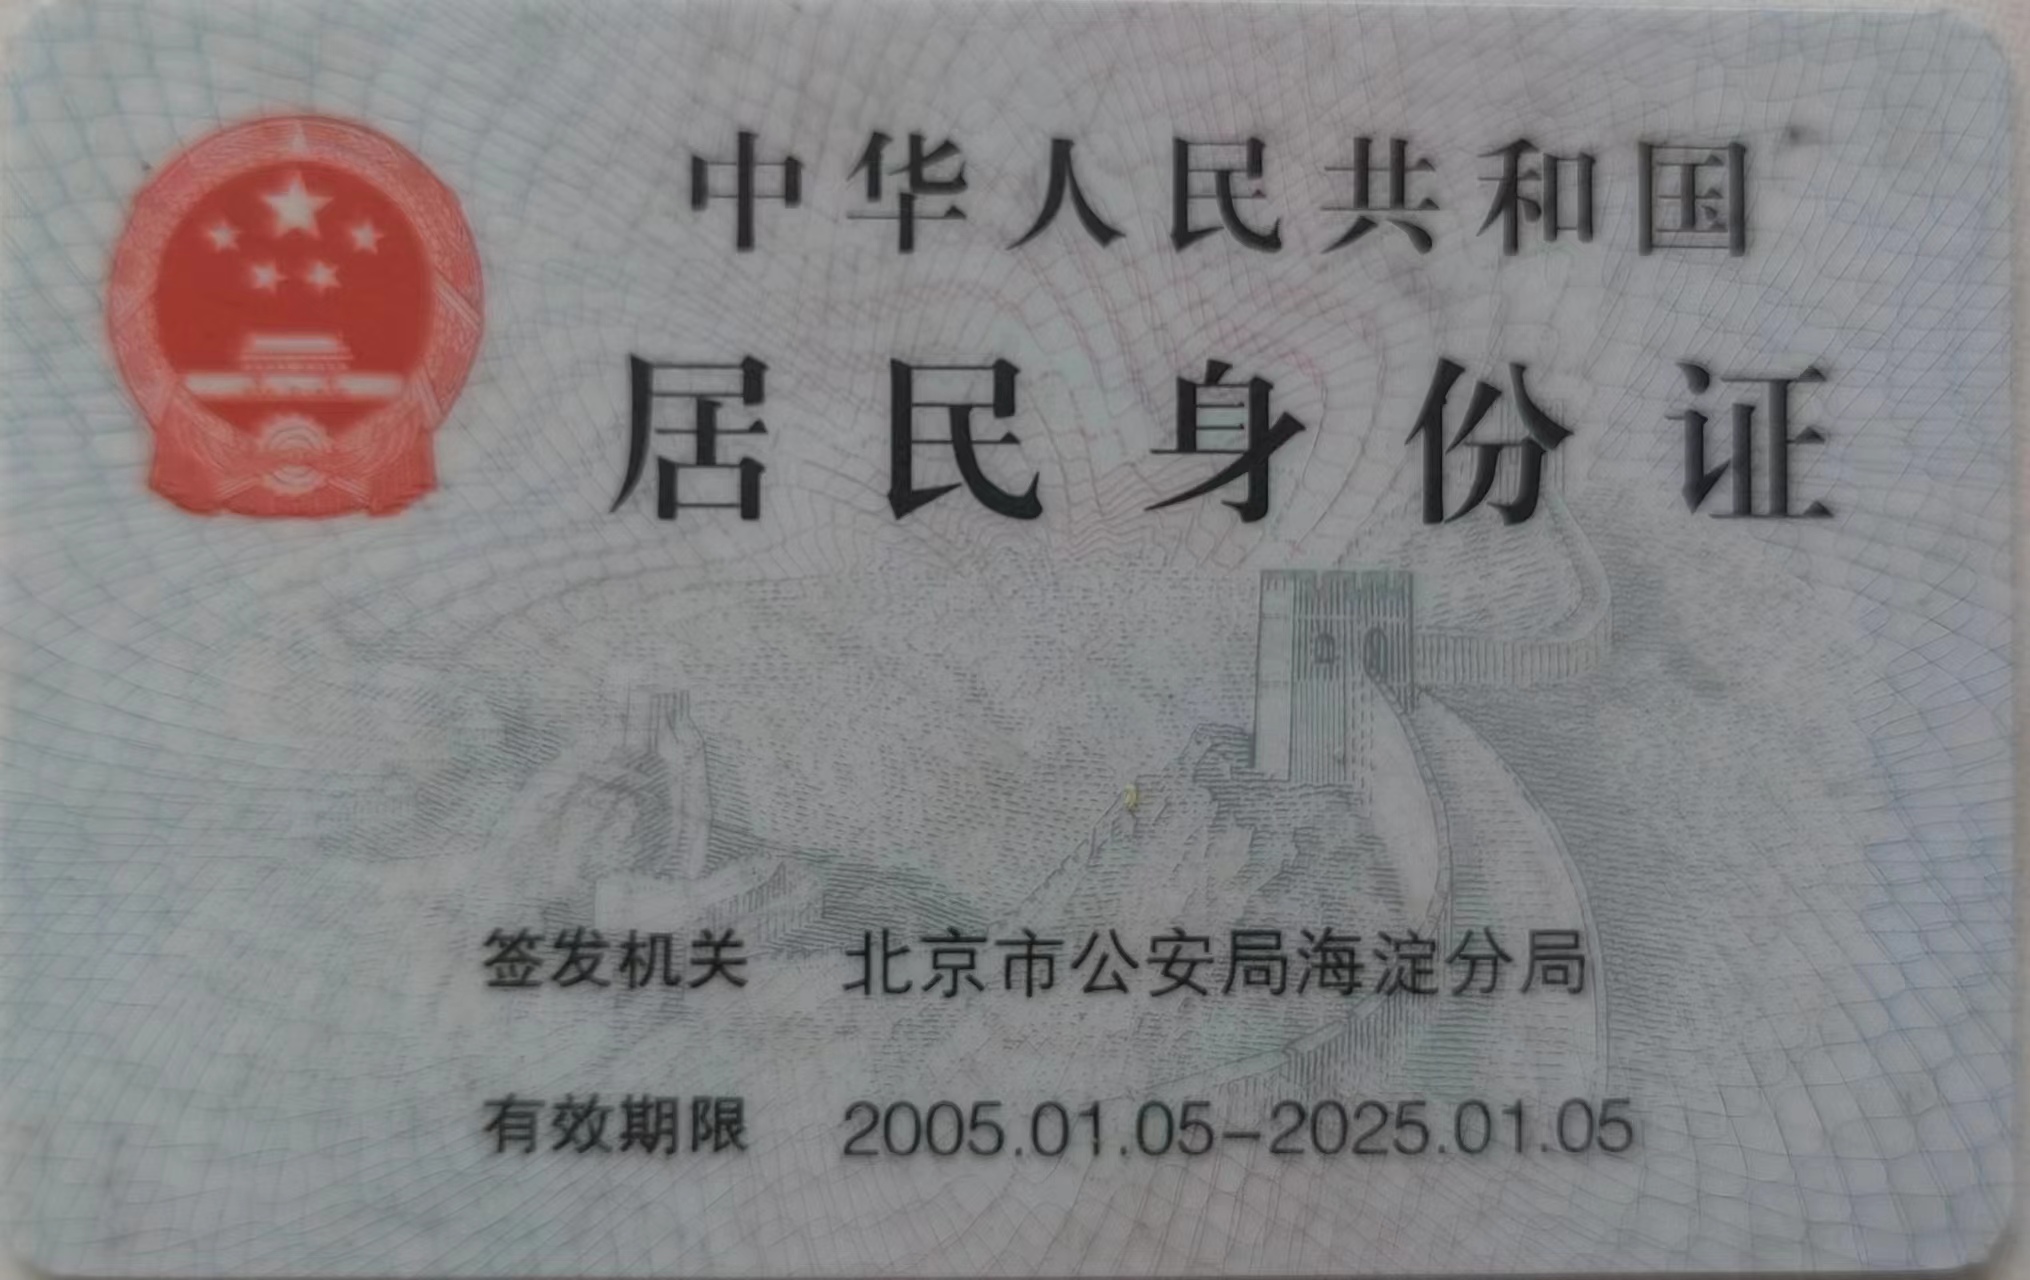 中华人民共和国
居民身份证
签发机关 北京市公安局海淀分局
有效期限 2005.01.05-2025.01.05